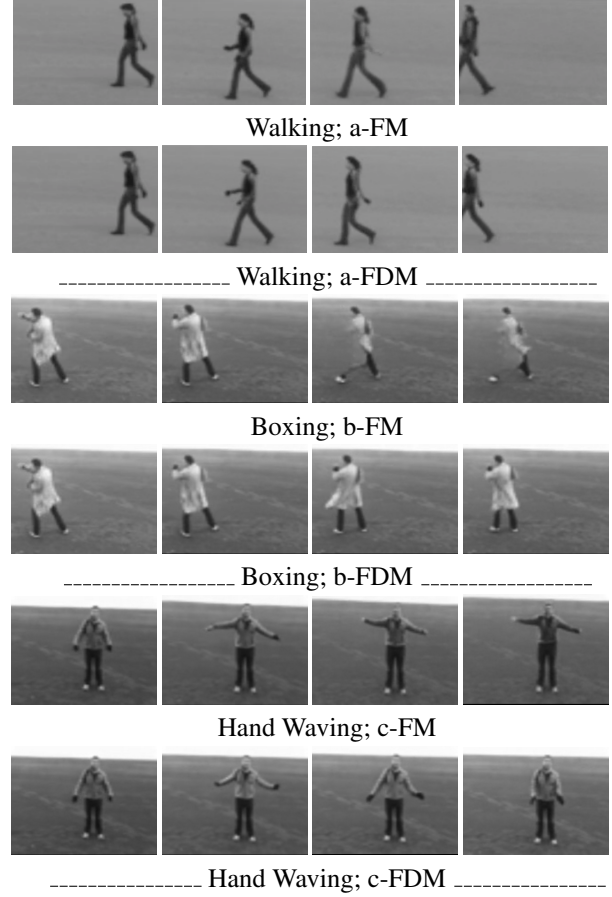 Walking; a-FM
Walking; a-FDM
Boxing; b-FM
Boxing; b-FDM
Hand Waving; c-FM
Hand Waving; c-FDM